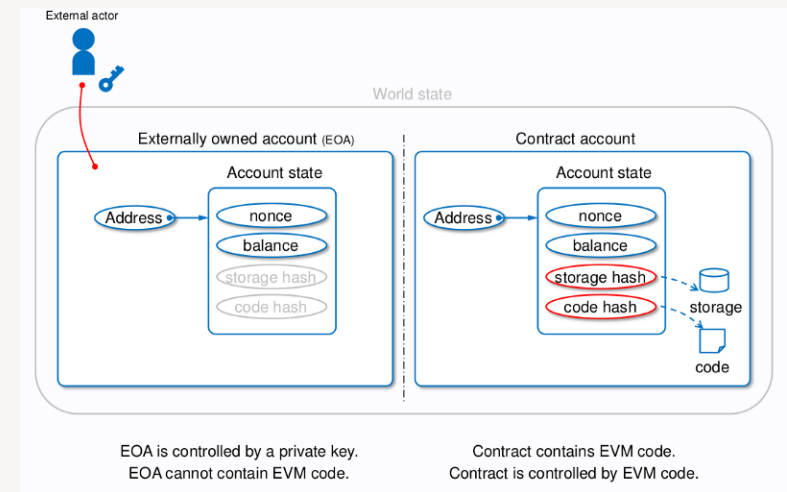 External actor
World state
Externally owned account (EOA)
Account state
Address
nonce
balance
storage hash
code hash
Contract account
Account state
Address
nonce
balance
storage hash
code hash
storage
code
EOA is controlled by a private key.
EOA cannot contain EVM code.
Contract contains EVM code.
Contract is controlled by EVM code.